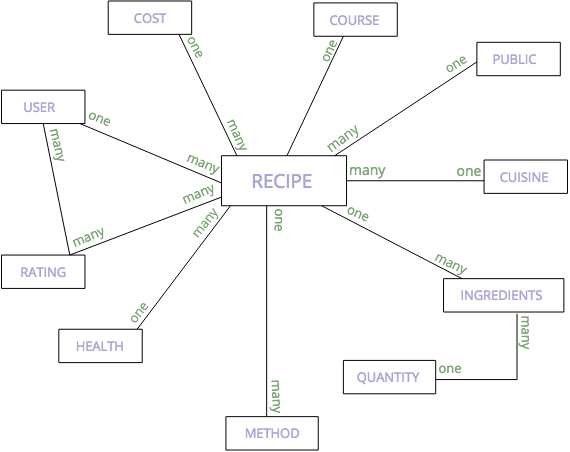 COST
COURSE
one
one
PUBLIC
one
USER
one
many
many
many
many
RECIPE
many
one
CUISINE
many
many
one
one
many
many
RATING
many
INGREDIENTS
one
many
HEALTH
one
QUANTITY
many
METHOD